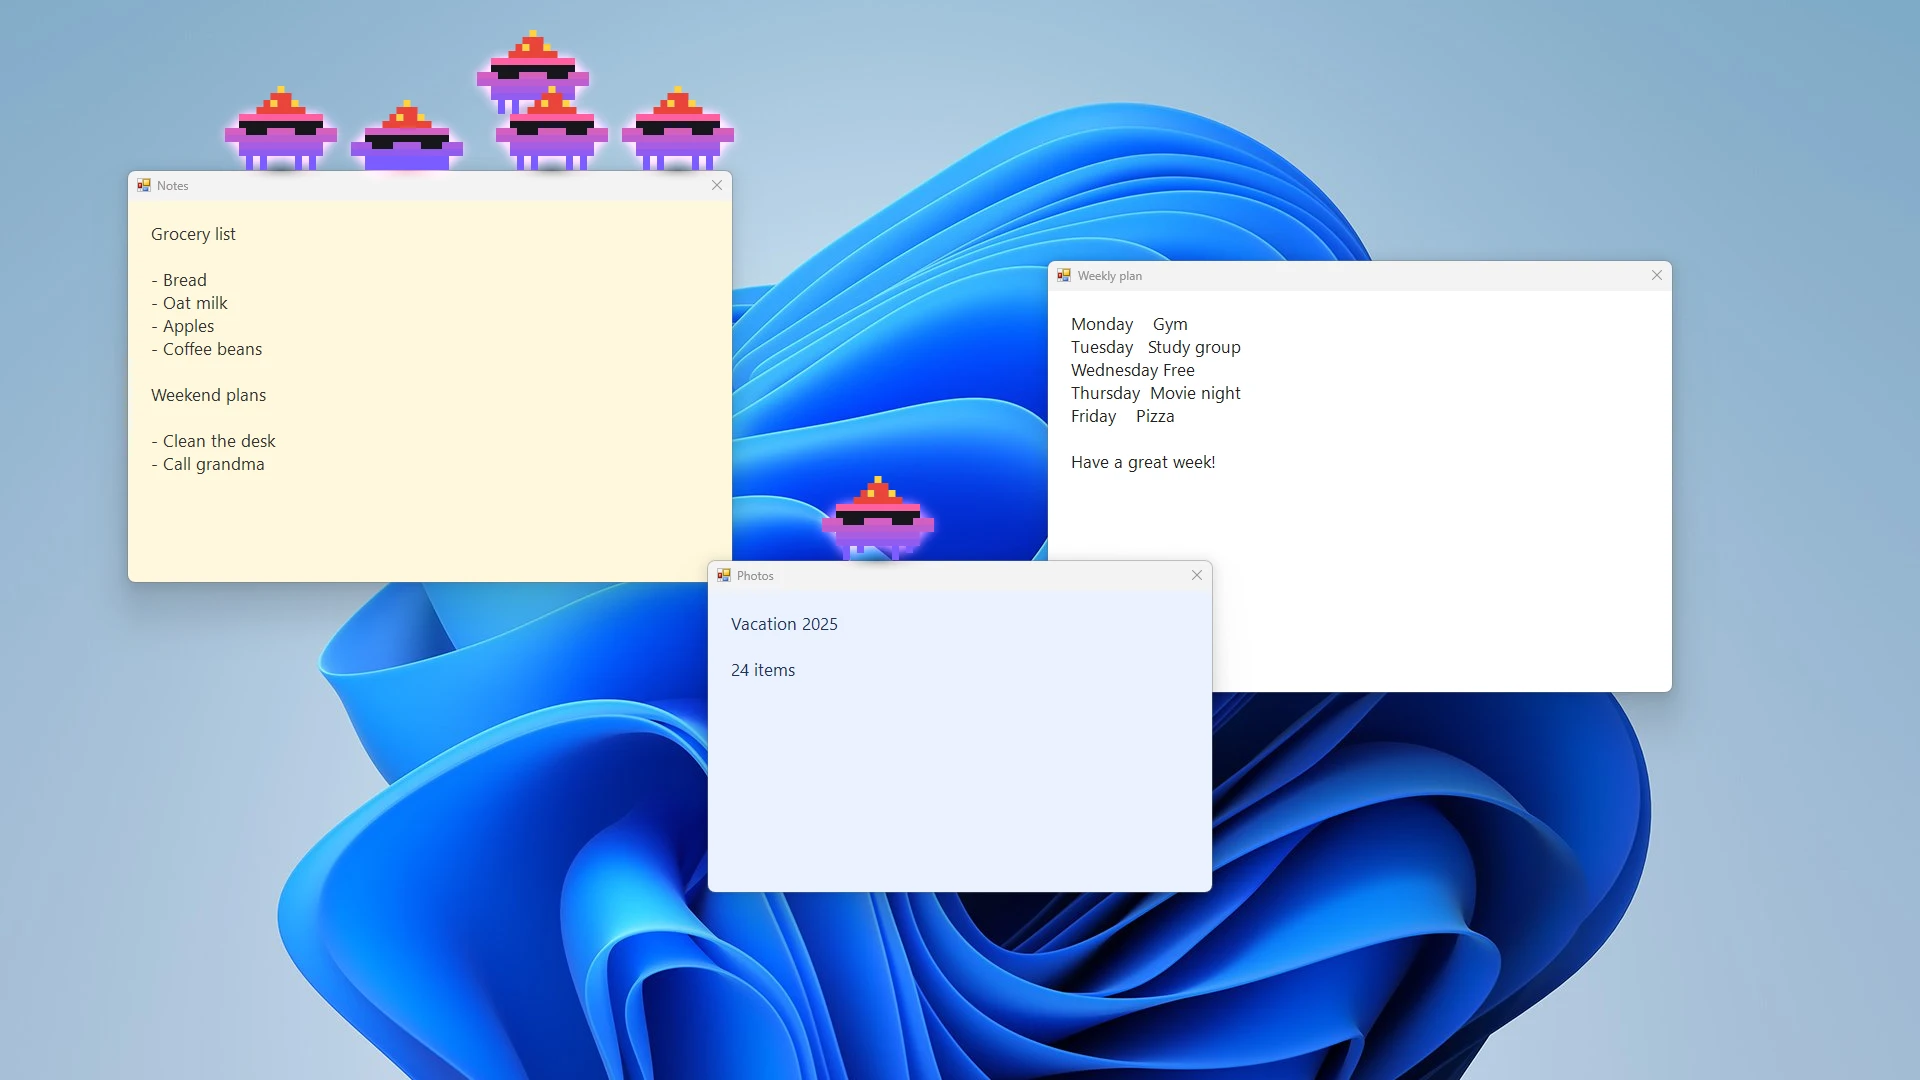 Notes
Grocery list
- Bread
- Oat milk
- Apples
- Coffee beans
Weekend plans
- Clean the desk
- Call grandma
Weekly plan
Monday Gym
Tuesday Study group
Wednesday Free
Thursday Movie night
Friday Pizza
Have a great week!
Photos
Vacation 2025
24 items